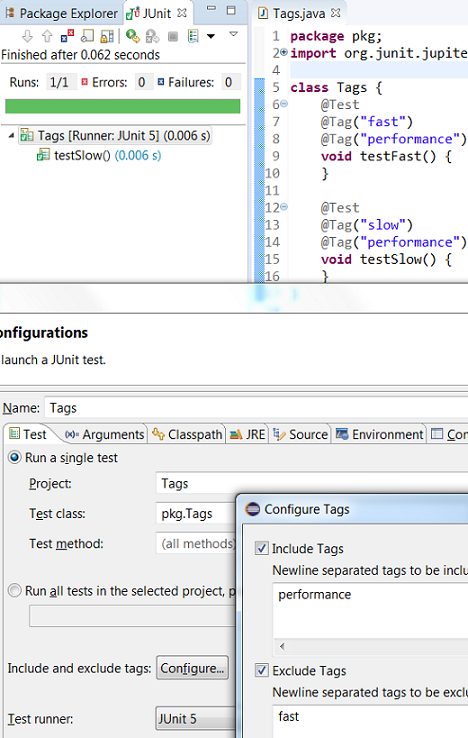 Package Explorer JUnit
Finished after 0.062 seconds
Runs: 1/1 Errors: 0 Failures: 0
Tags [Runner: JUnit 5] (0.006 s)
testSlow() (0.006 s)
Tags.java
1 package pkg;
2 import org.junit.jupite
4
5 class Tags {
6 @Test
7 @Tag("fast")
8 @Tag("performance")
9 void testFast() {
10 }
11
12 @Test
13 @Tag("slow")
14 @Tag("performance")
15 void testSlow() {
16 }
onfigurations
launch a JUnit test.
Name: Tags
Test (x)= Arguments Classpath JRE Source Environment Co
Run a single test
Project: Tags
Test class: pkg.Tags
Test method: (all methods)
Run all tests in the selected project, p
Include and exclude tags: Configure...
Test runner: JUnit 5
Configure Tags
Include Tags
Newline separated tags to be inclu
performance
Exclude Tags
Newline separated tags to be exclu
fast